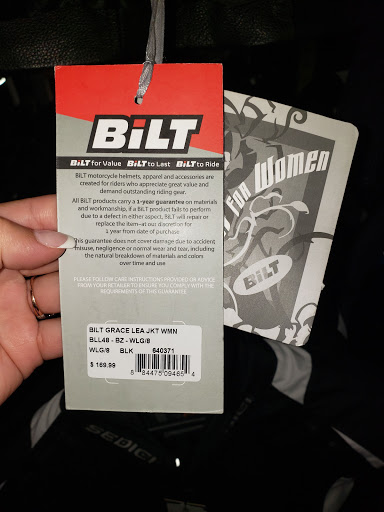 BiLT
BiLT for Value BiLT to Last BiLT to Ride
BiLT motorcycle helmets, apparel and accessories are
created for riders who appreciate great value and
demand outstanding riding gear.
All BiLT products carry a 1-year guarantee on materials
and workmanship, if a BiLT product fails to perform
due to a defect in either aspect, BiLT will repair or
replace the item–at our discretion for
1 year from date of purchase
This guarantee does not cover damage due to accident
misuse, negligence or normal wear and tear, including
the natural breakdown of materials and colors
over time and use
PLEASE FOLLOW CARE INSTRUCTIONS PROVIDED OR ADVICE
FROM YOUR RETAILER TO ENSURE YOU COMPLY WITH THE
REQUIREMENTS OF THIS GUARANTEE
BILT GRACE LEA JKT WMN
BLL48 - BZ - WLG/8
WLG/8 BLK 640371
$ 169.99
8 84475 09465 4
FOR Women
BiLT
SEDICI